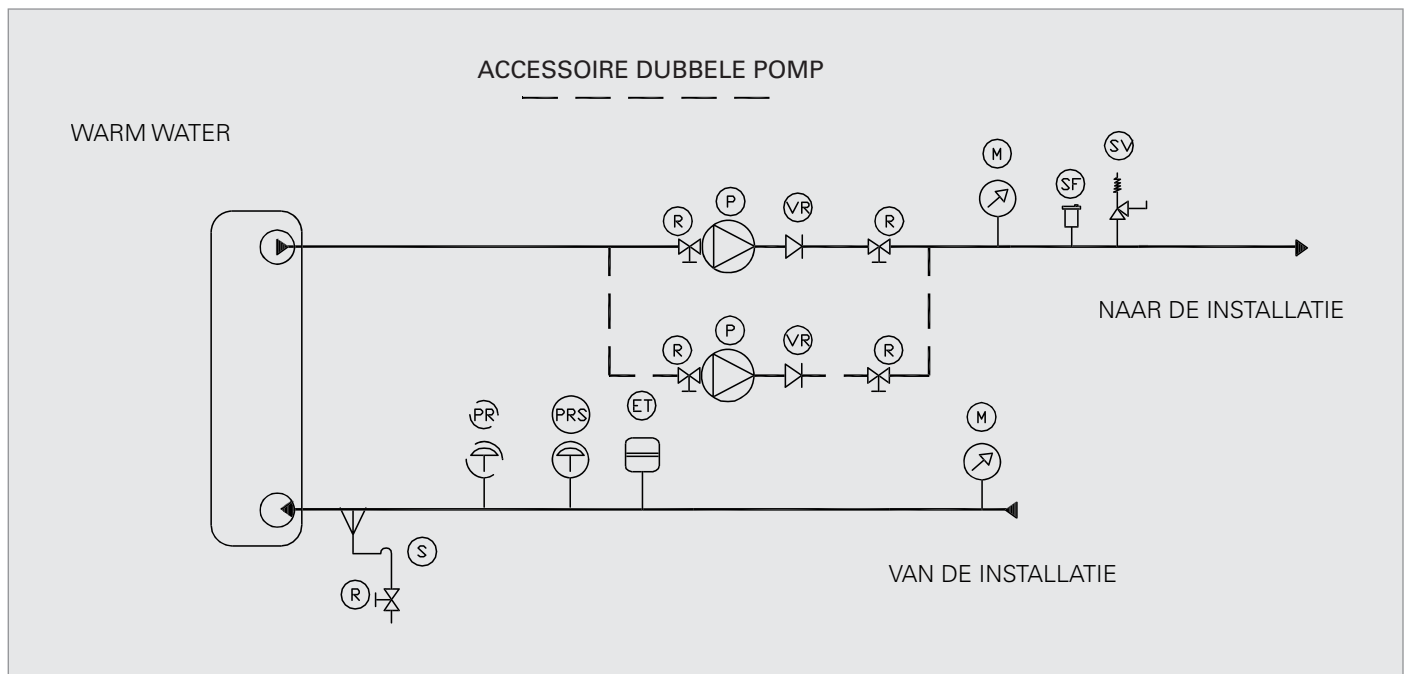 ACCESSOIRE DUBBELE POMP
WARM WATER
M
SV
SF
P
R
VR
R
NAAR DE INSTALLATIE
P
R
VR
R
PR
PRS
ET
M
S
VAN DE INSTALLATIE
R